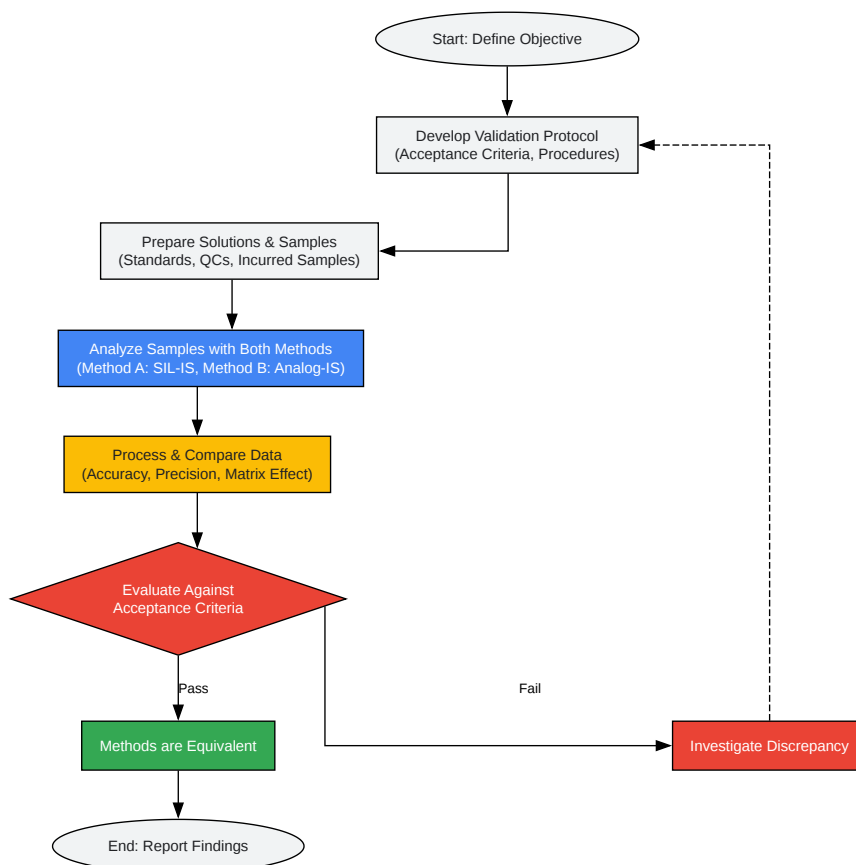 Start: Define Objective
Develop Validation Protocol
(Acceptance Criteria, Procedures)
Prepare Solutions & Samples
(Standards, QCs, Incurred Samples)
Analyze Samples with Both Methods
(Method A: SIL-IS, Method B: Analog-IS)
Process & Compare Data
(Accuracy, Precision, Matrix Effect)
Evaluate Against
Acceptance Criteria
Pass
Fail
Methods are Equivalent
Investigate Discrepancy
End: Report Findings